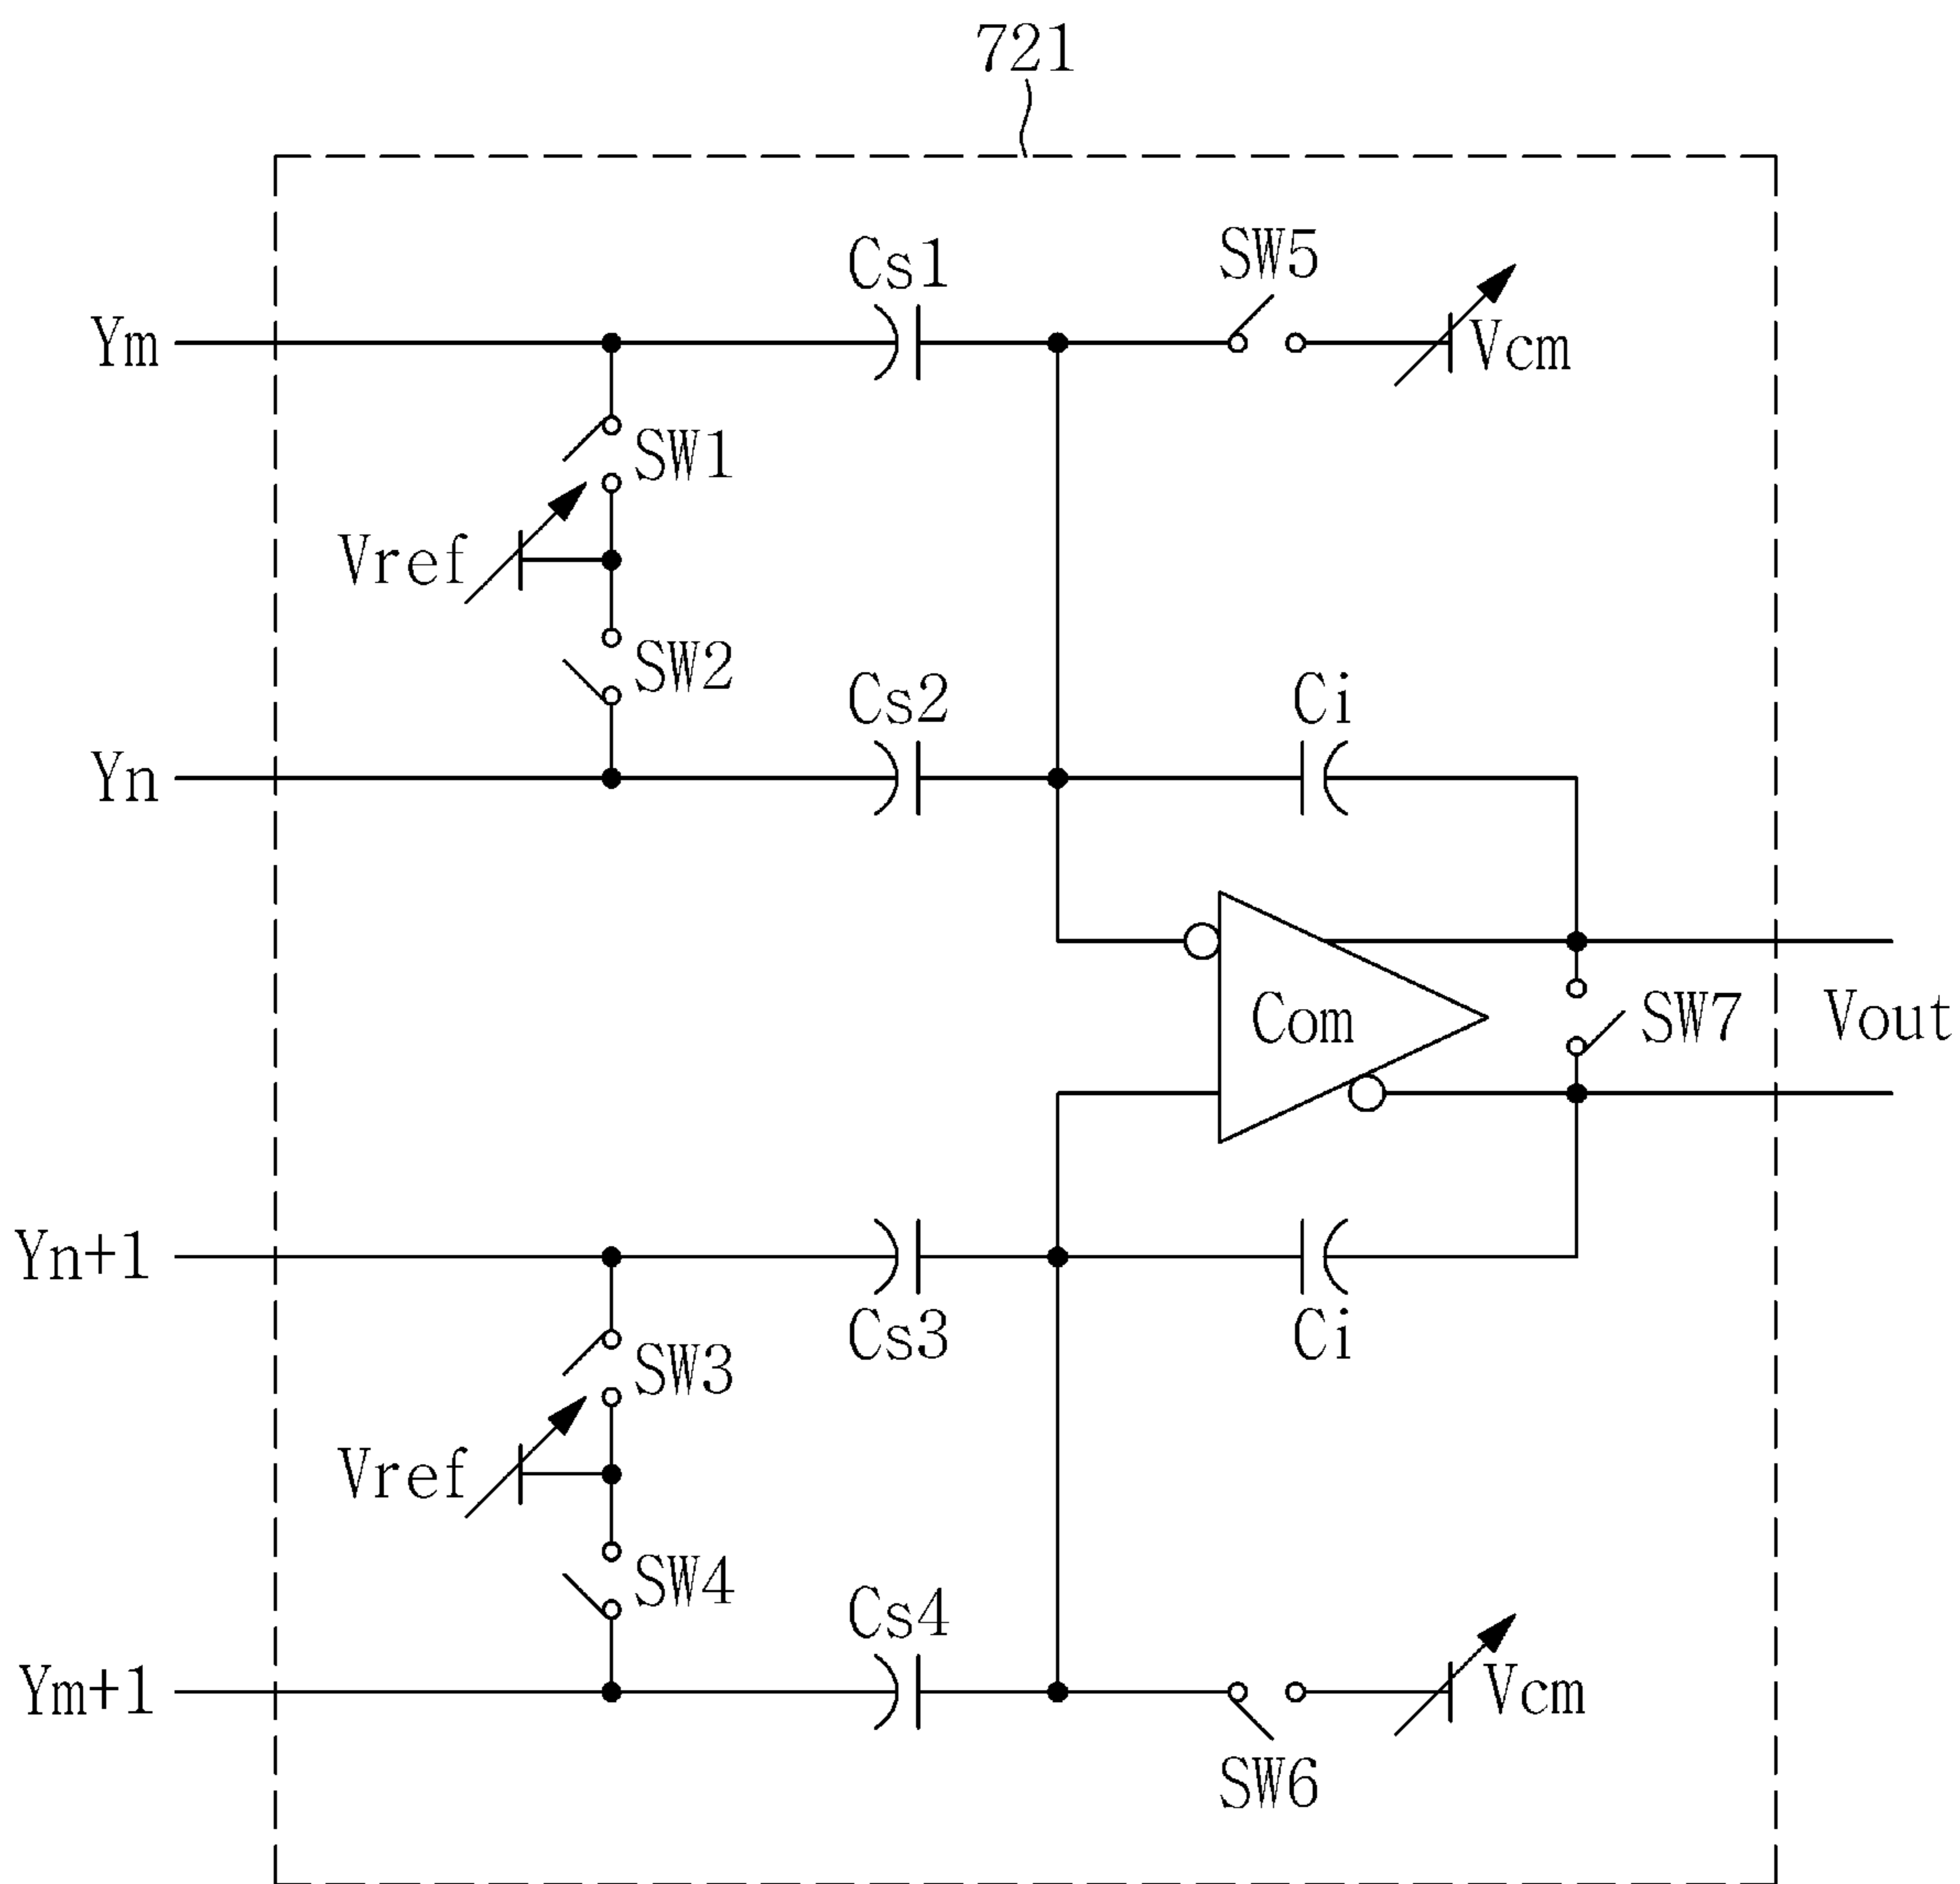 721
Cs1
SW5
Ym
Vcm
SW1
Vref
SW2
Cs2
Ci
Yn
Com
SW7
Vout
Yn+1
Cs3
Ci
SW3
Vref
SW4
Cs4
Ym+1
Vcm
SW6